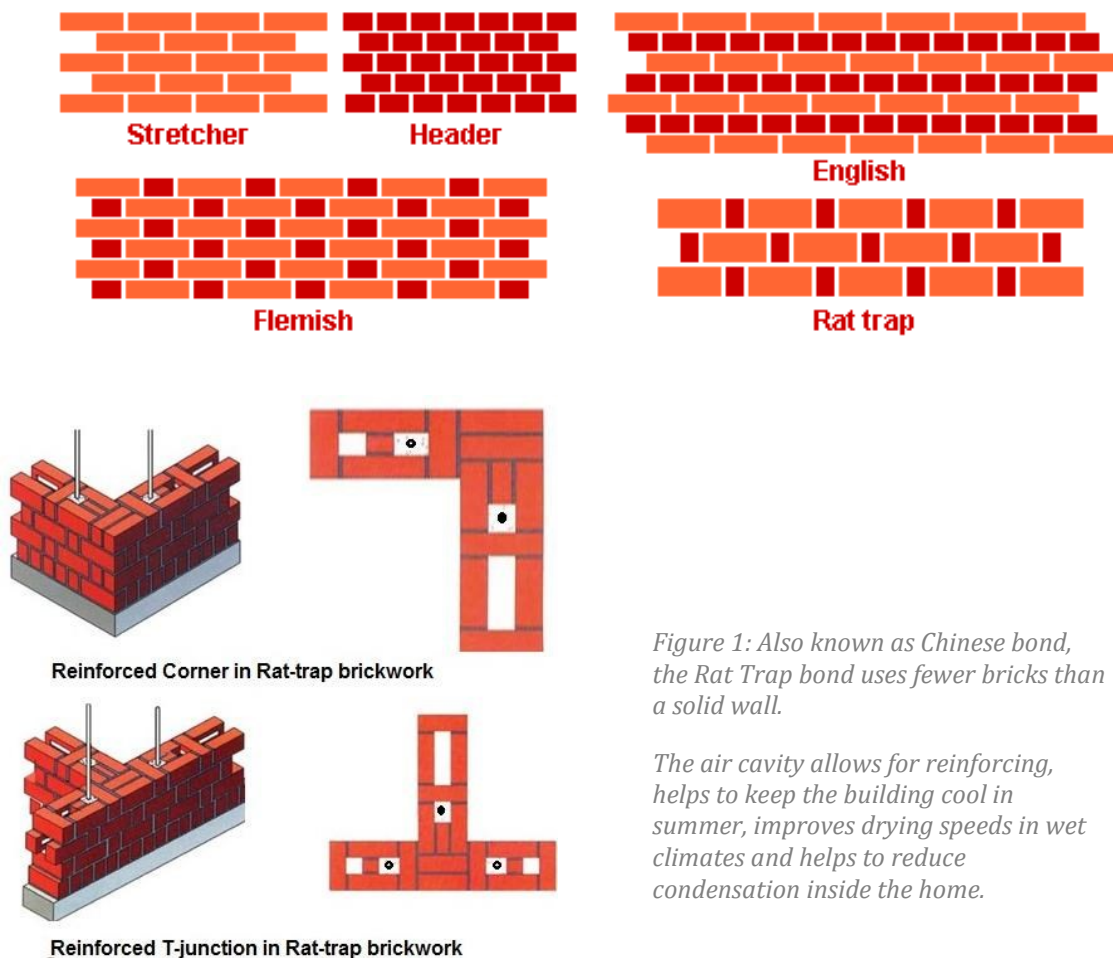 Stretcher
Header
English
Flemish
Rat trap
Reinforced Corner in Rat-trap brickwork
Figure 1: Also known as Chinese bond,
the Rat Trap bond uses fewer bricks than
a solid wall.
The air cavity allows for reinforcing,
helps to keep the building cool in
summer, improves drying speeds in wet
climates and helps to reduce
condensation inside the home.
Reinforced T-junction in Rat-trap brickwork